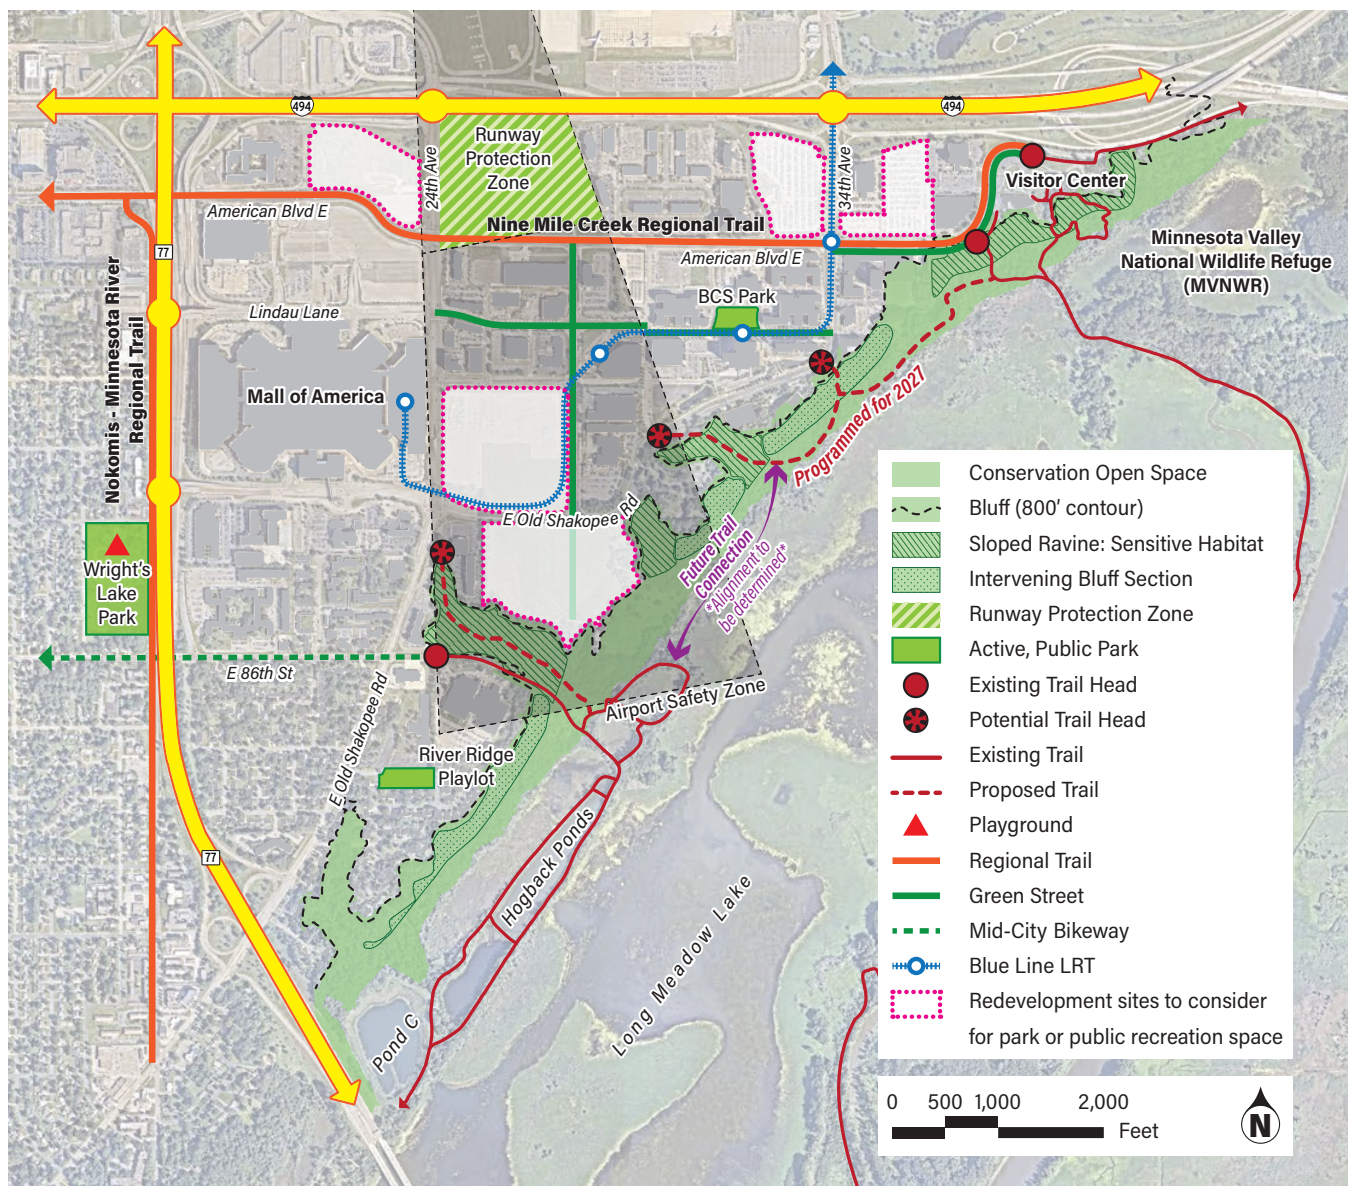 494
494
Runway
Protection
Zone
24th Ave
34th Ave
Visitor Center
American Blvd E
Nine Mile Creek Regional Trail
American Blvd E
77
Minnesota Valley
National Wildlife Refuge
(MVNWR)
Nokomis - Minnesota River
Regional Trail
Lindau Lane
BCS Park
Mall of America
Programmed for 2027
E Old Shakopee Rd
Future Trail
Connection
*Alignment to
be determined*
Wright's
Lake
Park
E 86th St
E Old Shakopee Rd
Airport Safety Zone
River Ridge
Playlot
77
Hogback Ponds
Long Meadow Lake
Pond C
Conservation Open Space
Bluff (800' contour)
Sloped Ravine: Sensitive Habitat
Intervening Bluff Section
Runway Protection Zone
Active, Public Park
Existing Trail Head
Potential Trail Head
Existing Trail
Proposed Trail
Playground
Regional Trail
Green Street
Mid-City Bikeway
Blue Line LRT
Redevelopment sites to consider
for park or public recreation space
0 500 1,000 2,000
Feet
N